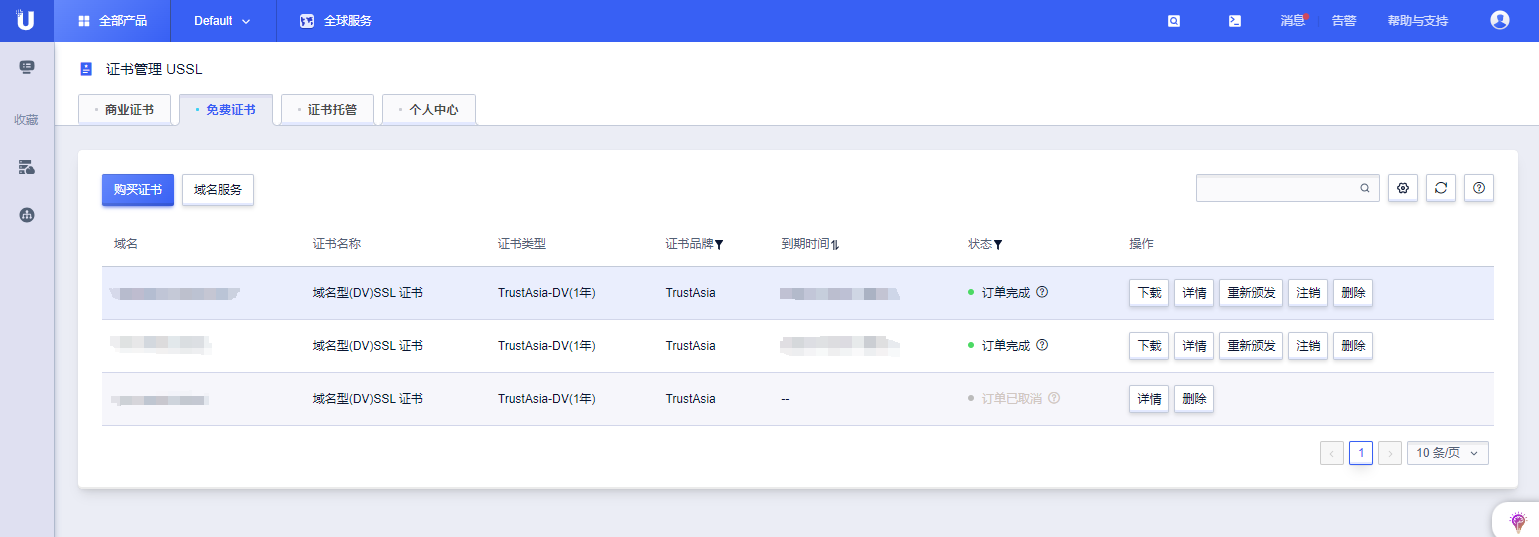 全部产品 Default 全球服务 消息 告警 帮助与支持
证书管理 USSL
收藏
商业证书 免费证书 证书托管 个人中心
购买证书 域名服务
域名 证书名称 证书类型 证书品牌 到期时间 状态 操作
域名型(DV)SSL 证书 TrustAsia-DV(1年) TrustAsia 订单完成 下载 详情 重新颁发 注销 删除
域名型(DV)SSL 证书 TrustAsia-DV(1年) TrustAsia 订单完成 下载 详情 重新颁发 注销 删除
域名型(DV)SSL 证书 TrustAsia-DV(1年) TrustAsia -- 订单已取消 详情 删除
1 10 条/页